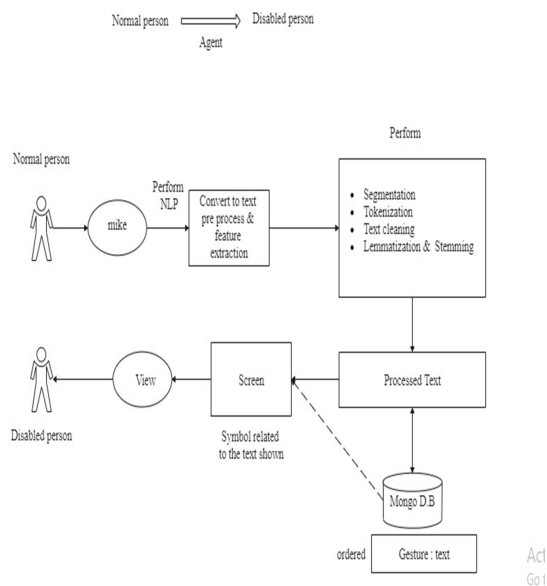 Normal person
Disabled person
Agent
Perform
Normal person
Perform
NLP
mike
Convert to text
pre process &
feature
extraction
• Segmentation
• Tokenization
• Text cleaning
• Lemmatization & Stemming
View
Screen
Processed Text
Disabled person
Symbol related
to the text shown
Mongo D.B
ordered
Gesture : text